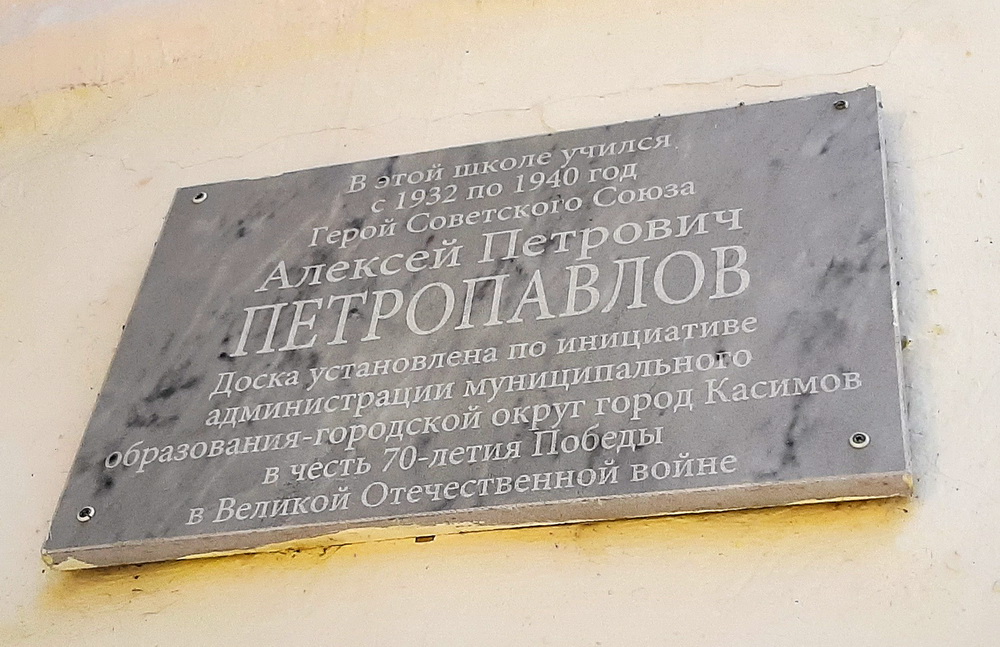 В этой школе учился
с 1932 по 1940 год
Герой Советского Союза
Алексей Петрович
ПЕТРОПАВЛОВ
Доска установлена по инициативе
администрации муниципального
образования-городской округ город Касимов
в честь 70-летия Победы
в Великой Отечественной войне